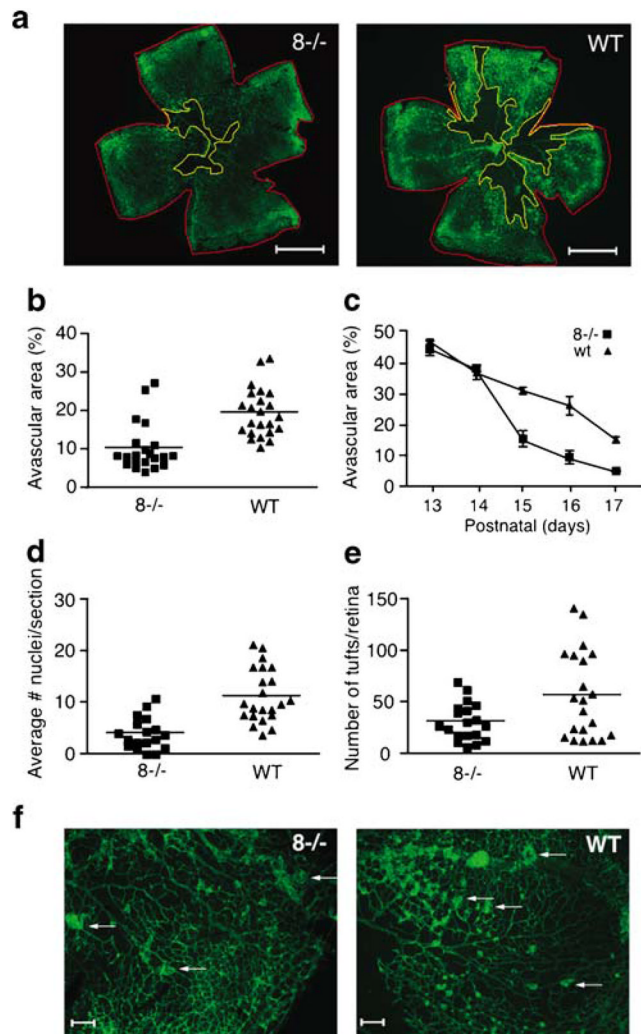 a
8-/-
WT
b
Avascular area (%)
40
30
20
10
0
8-/-
WT
c
Avascular area (%)
50
40
30
20
10
0
8-/-
wt
13 14 15 16 17
Postnatal (days)
d
Average # nuclei/section
30
20
10
0
8-/-
WT
e
Number of tufts/retina
150
100
50
0
8-/-
WT
f
8-/-
WT